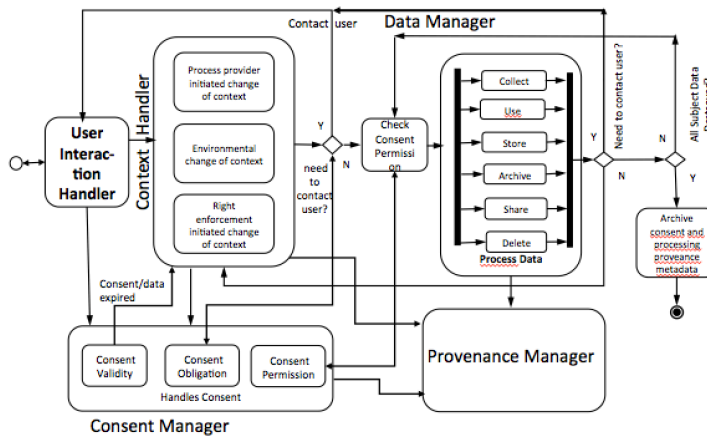 Contact user
Data Manager
Process provider
initiated change
of context
Context Handler
User
Interac-
tion
Handler
Environmental
change of context
Right
enforcement
initiated change
of context
Y
N
need
to
contact
user?
Check
Consent
Permissi
on
Collect
Use
Store
Archive
Share
Delete
Process Data
Need to contact user?
Y
N
N
Y
All Subject Data
Archive
consent and
processing
proveance
metadata
Consent/data
expired
Consent
Validity
Consent
Obligation
Consent
Permission
Handles Consent
Consent Manager
Provenance Manager